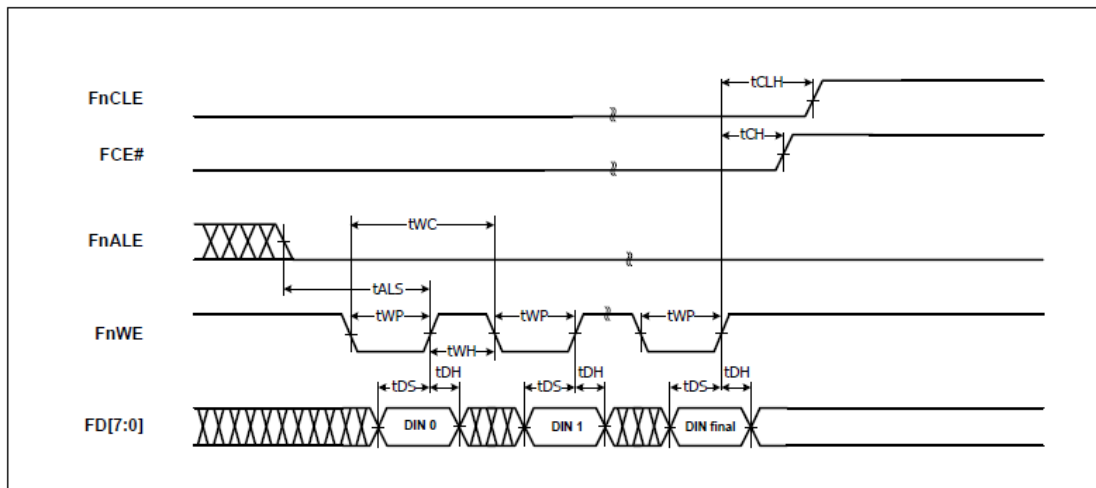 tCLH
FnCLE
tCH
FCE#
tWC
FnALE
tALS
tWP tWP tWP
FnWE
tWH
tDS tDH tDS tDH tDS tDH
FD[7:0] DIN 0 DIN 1 DIN final